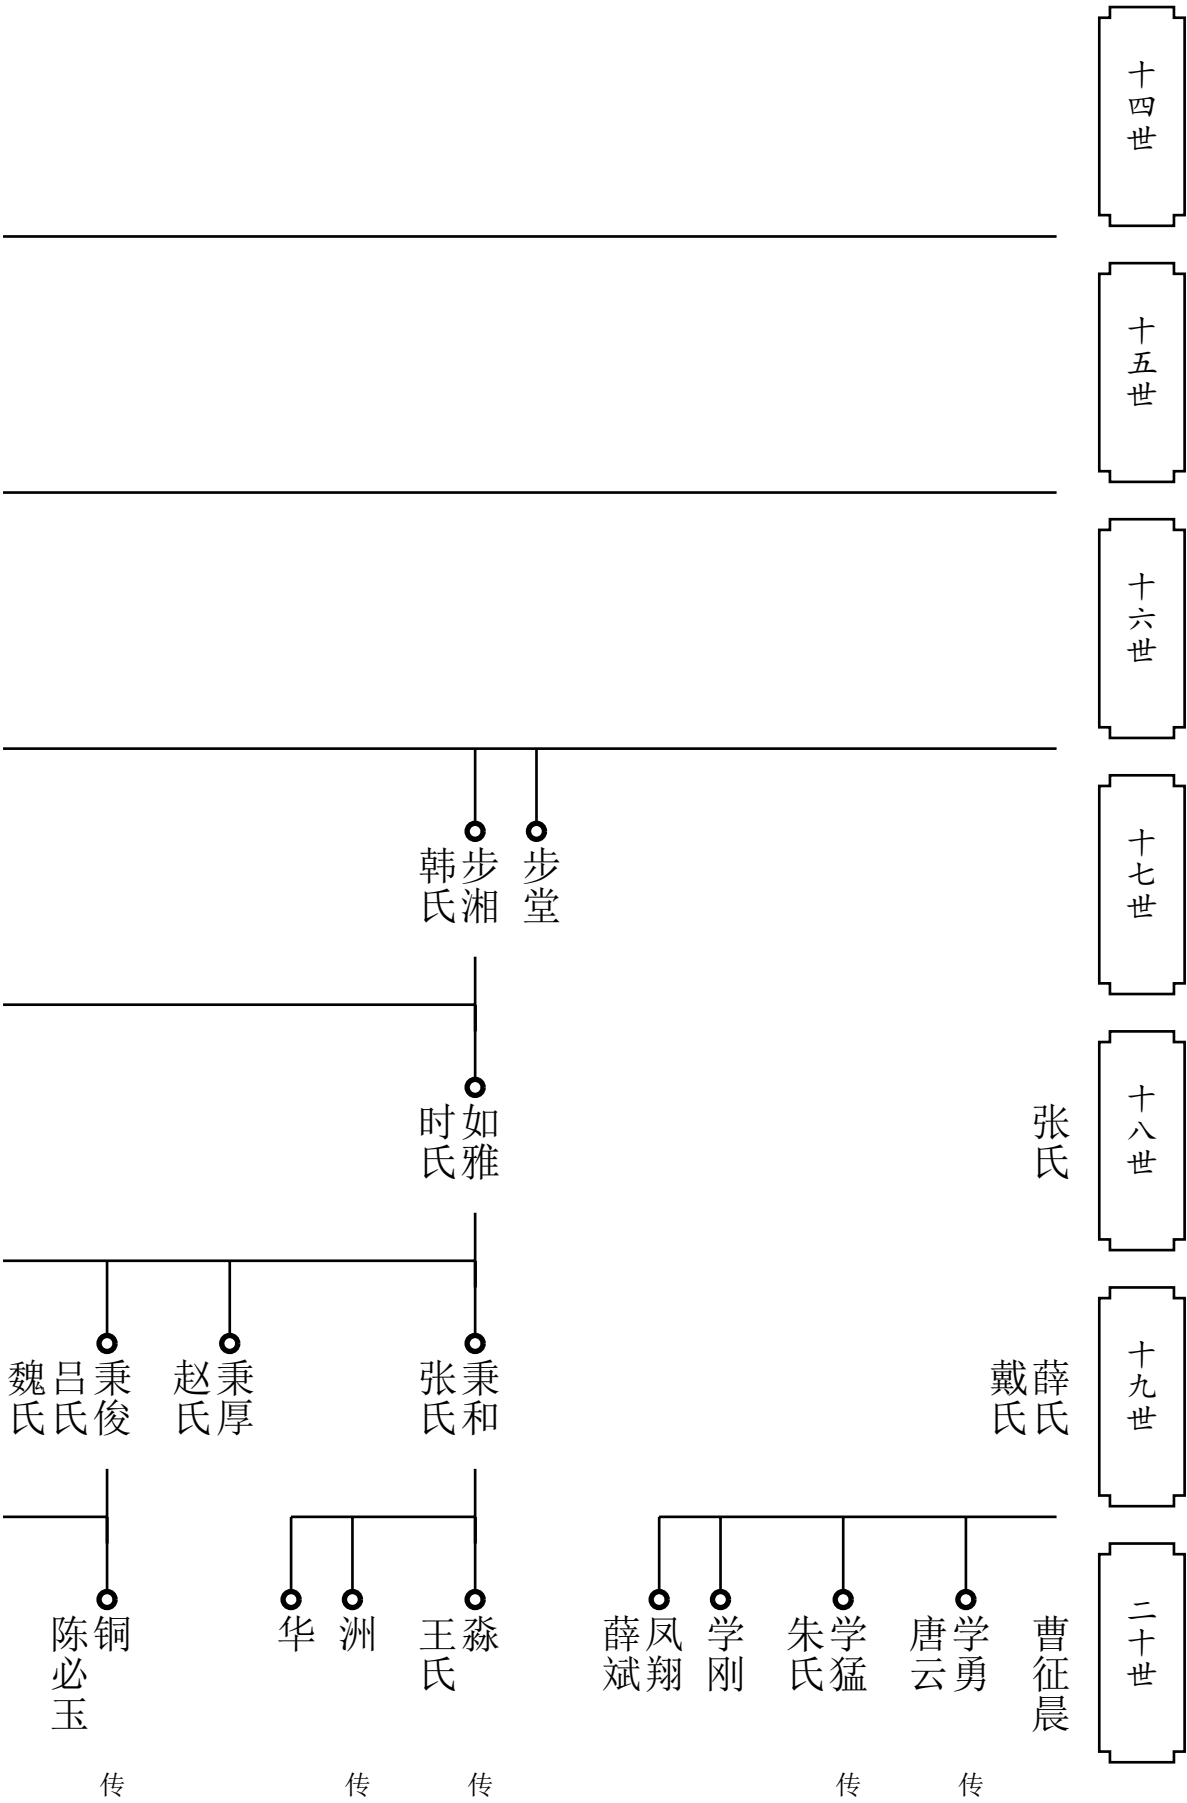 十四世
十五世
十六世
十七世
步堂
步湘
韩氏
十八世
张氏
如雅
时氏
十九世
薛氏
戴氏
秉和
张氏
秉厚
赵氏
秉俊
吕氏
魏氏
二十世
曹征晨
学勇
唐云
学猛
朱氏
学刚
凤翔
薛斌
淼
王氏
洲
华
铜
陈必玉
传
传
传
传
传